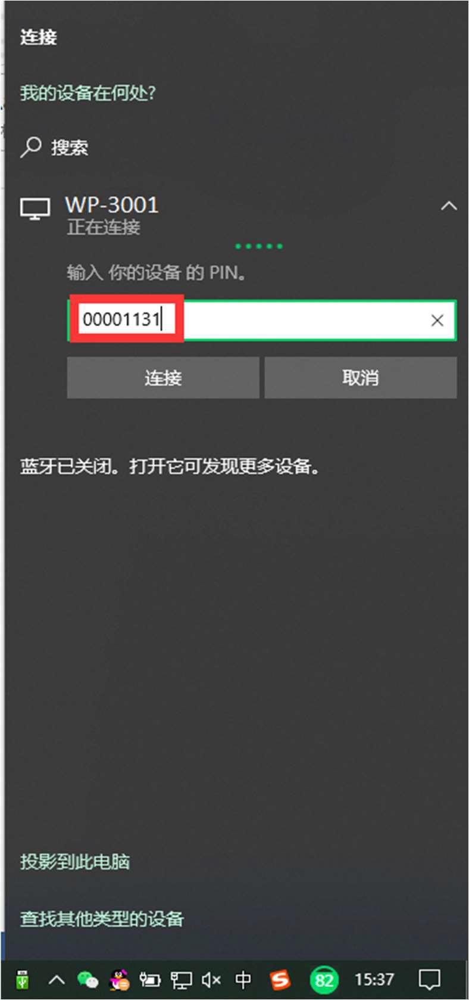 连接
我的设备在何处?
搜索
WP-3001
正在连接
输入 你的设备 的 PIN。
00001131
连接
取消
蓝牙已关闭。打开它可发现更多设备。
投影到此电脑
查找其他类型的设备
中
S
82
15:37